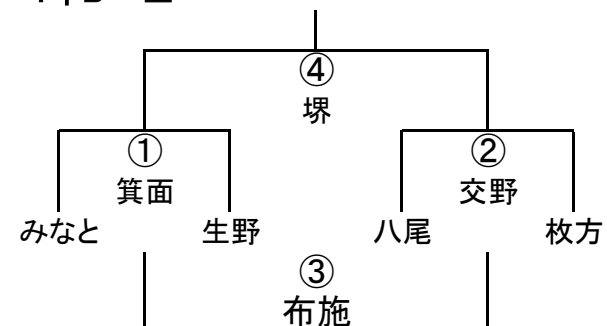 ④
堺
① ②
箕面 交野
みなと 生野 八尾 枚方
③
布施